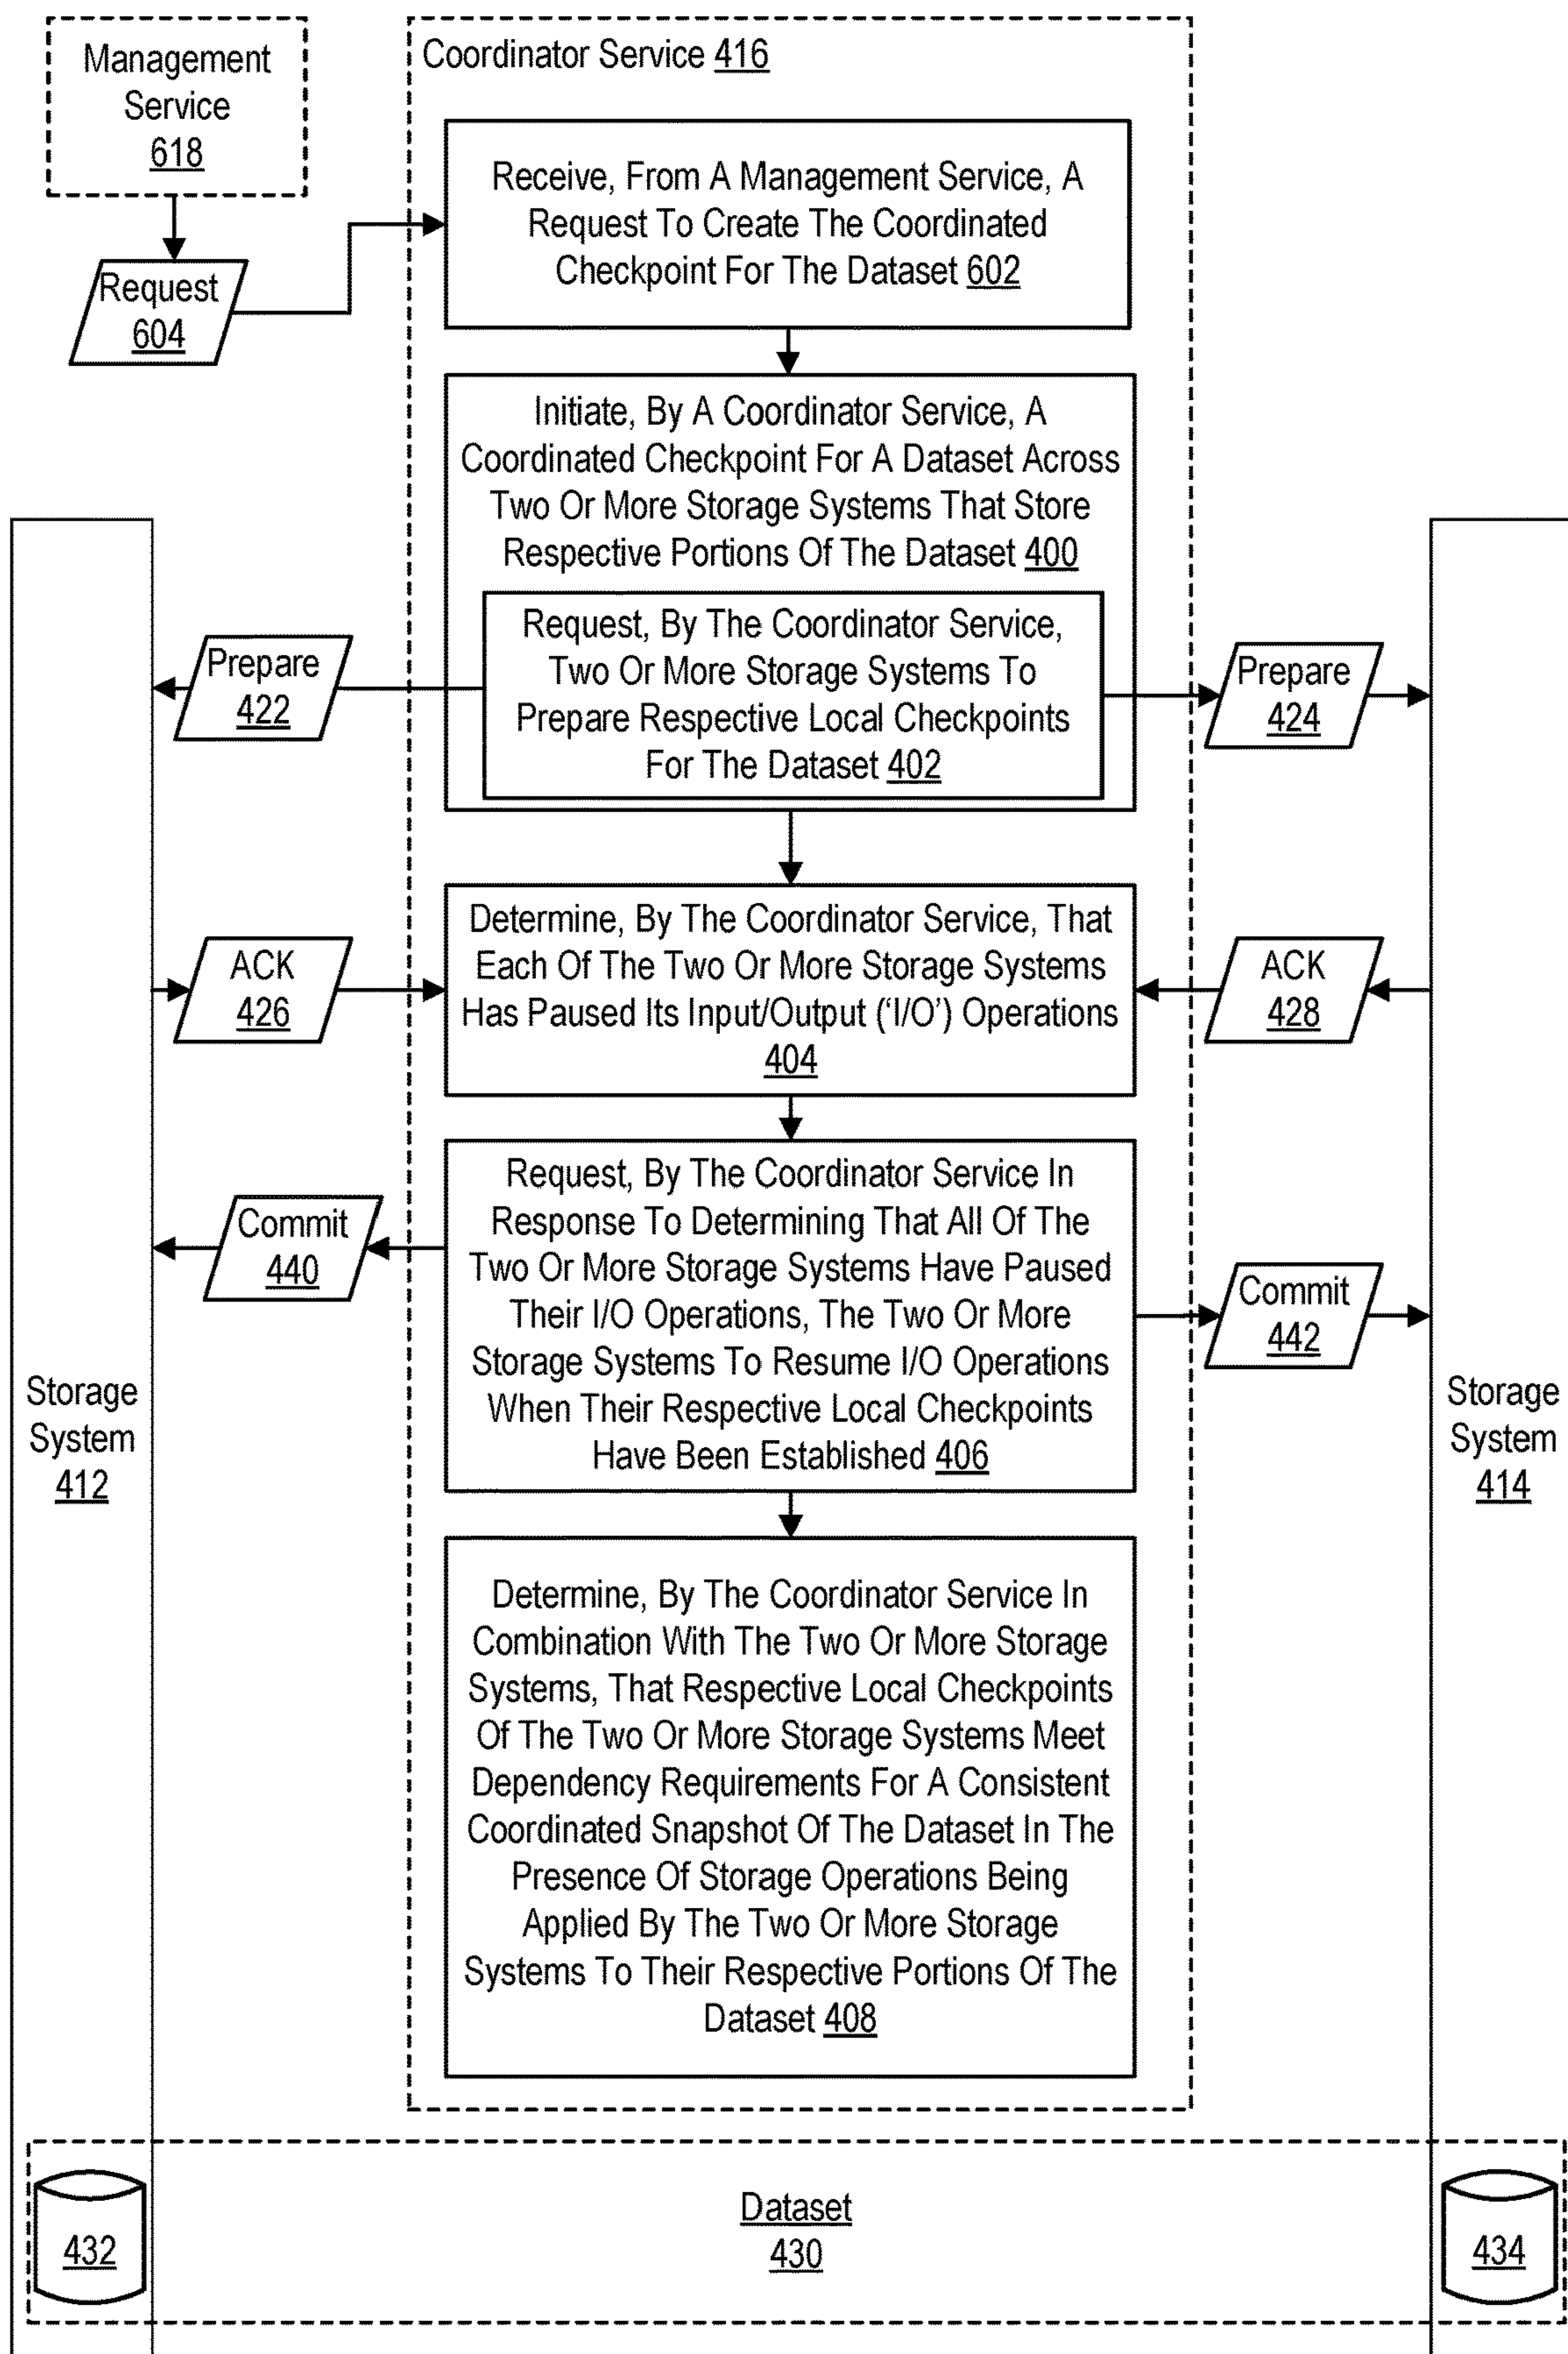 Management
Service
618
Coordinator Service 416
Receive, From A Management Service, A
Request To Create The Coordinated
Checkpoint For The Dataset 602
Request
604
Initiate, By A Coordinator Service, A
Coordinated Checkpoint For A Dataset Across
Two Or More Storage Systems That Store
Respective Portions Of The Dataset 400
Request, By The Coordinator Service,
Two Or More Storage Systems To
Prepare Respective Local Checkpoints
For The Dataset 402
Prepare
422
Prepare
424
Determine, By The Coordinator Service, That
Each Of The Two Or More Storage Systems
Has Paused Its Input/Output (‘I/O’) Operations
404
ACK
426
ACK
428
Request, By The Coordinator Service In
Response To Determining That All Of The
Two Or More Storage Systems Have Paused
Their I/O Operations, The Two Or More
Storage Systems To Resume I/O Operations
When Their Respective Local Checkpoints
Have Been Established 406
Commit
440
Commit
442
Storage
System
412
Storage
System
414
Determine, By The Coordinator Service In
Combination With The Two Or More Storage
Systems, That Respective Local Checkpoints
Of The Two Or More Storage Systems Meet
Dependency Requirements For A Consistent
Coordinated Snapshot Of The Dataset In The
Presence Of Storage Operations Being
Applied By The Two Or More Storage
Systems To Their Respective Portions Of The
Dataset 408
432
Dataset
430
434